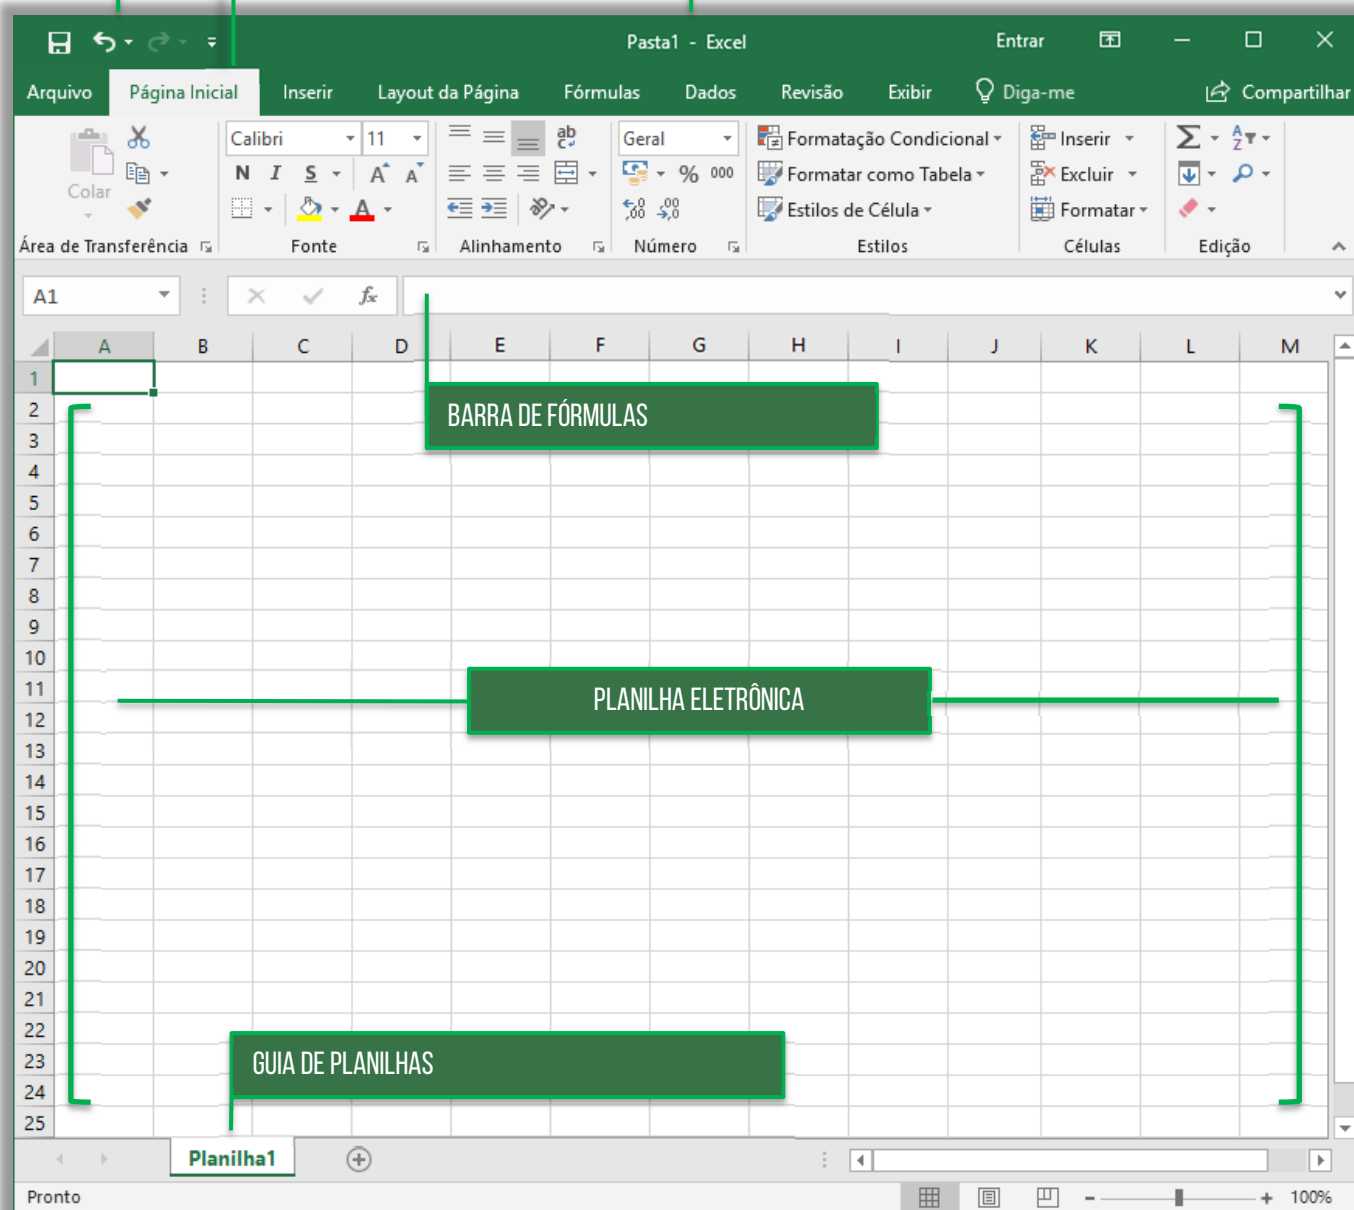 Pasta1 - Excel Entrar
Arquivo Página Inicial Inserir Layout da Página Fórmulas Dados Revisão Exibir Diga-me Compartilhar
Calibri 11 ab c Geral Formatação Condicional Inserir Σ A Z
Colar N I S A A % 000 Formatar como Tabela Excluir
A ,00 ,0 Estilos de Célula Formatar
Área de Transferência Fonte Alinhamento Número Estilos Células Edição
A1 fx
A B C D E F G H I J K L M
1
2
BARRA DE FÓRMULAS
3
4
5
6
7
8
9
10
11
PLANILHA ELETRÔNICA
12
13
14
15
16
17
18
19
20
21
22
23
GUIA DE PLANILHAS
24
25
Planilha1
Pronto 100%